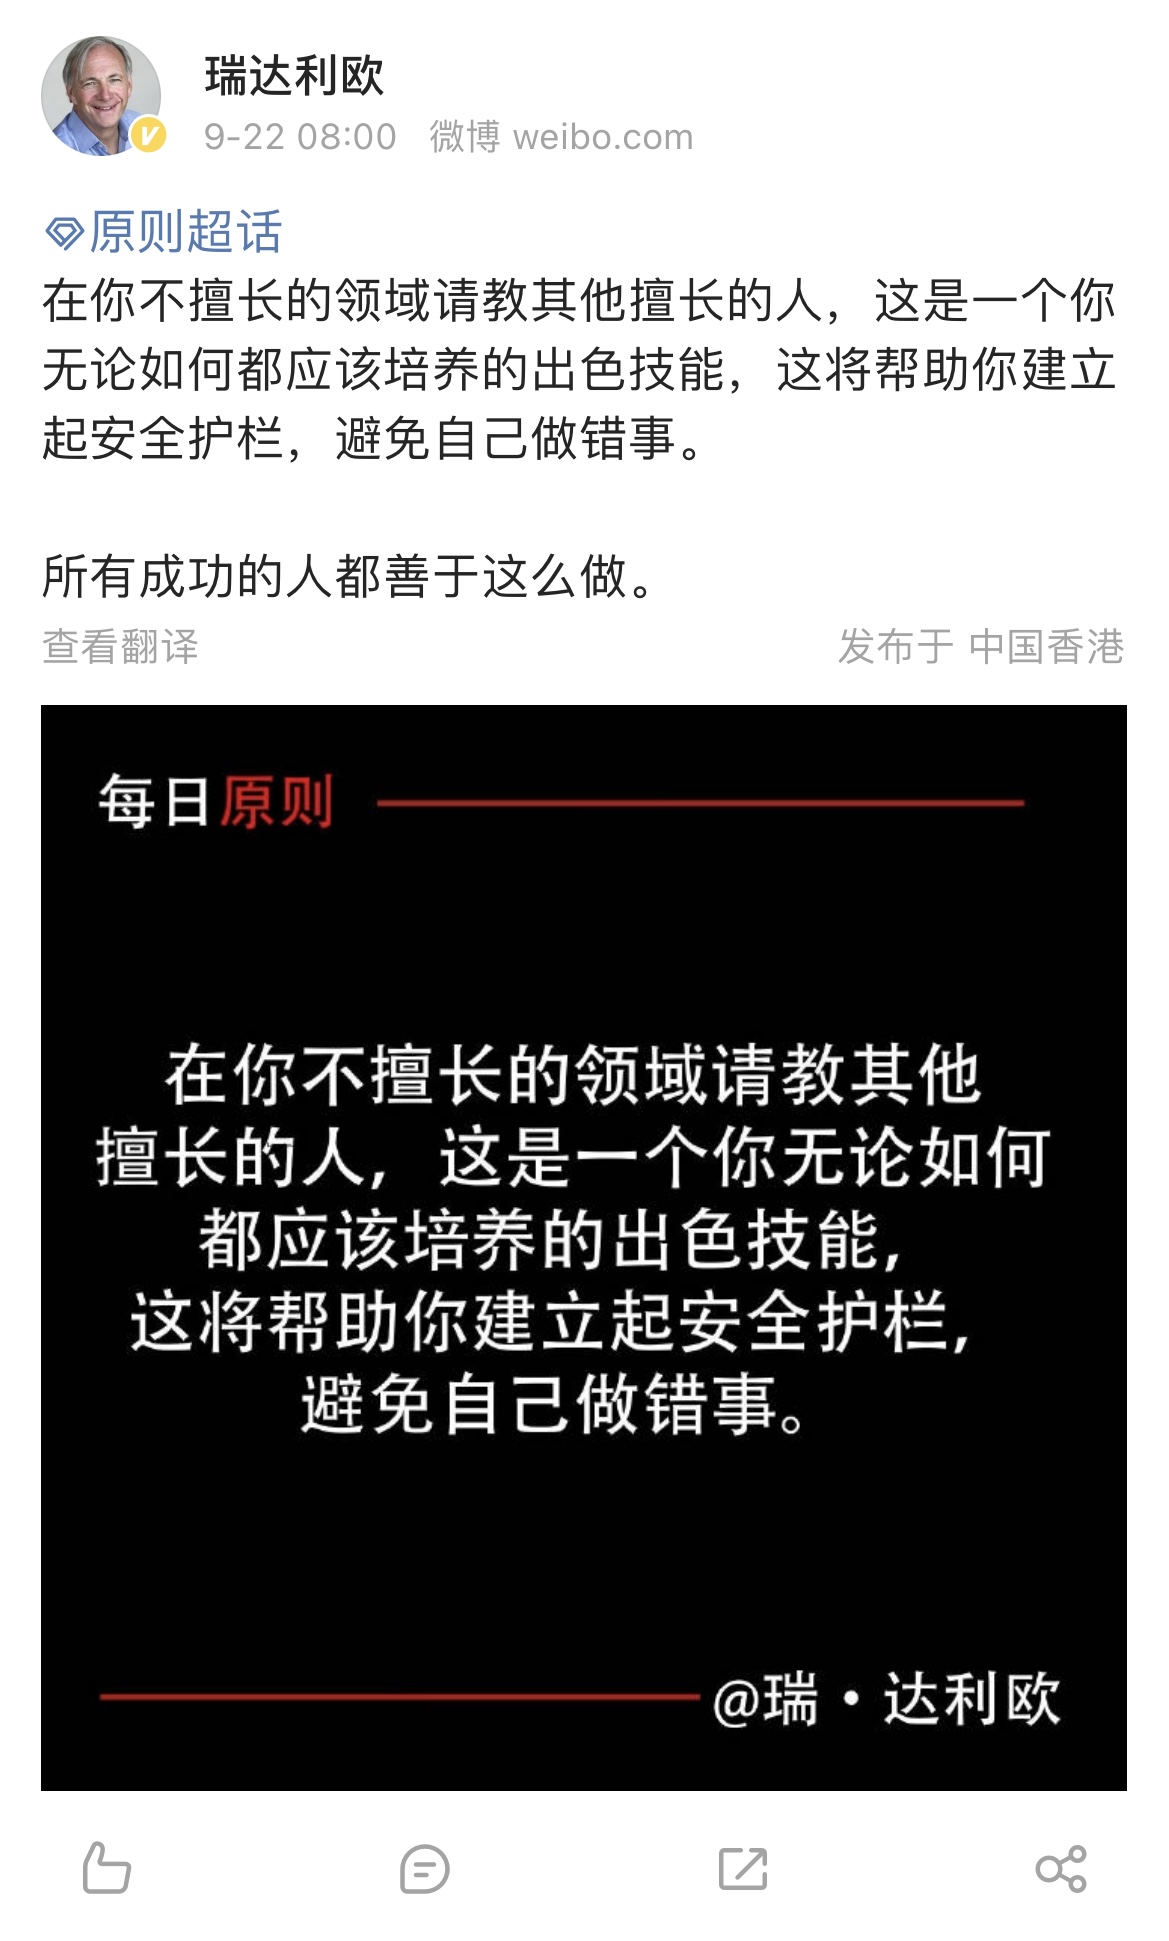 瑞达利欧
9-22 08:00 微博 weibo.com
原则超话
在你不擅长的领域请教其他擅长的人，这是一个你
无论如何都应该培养的出色技能，这将帮助你建立
起安全护栏，避免自己做错事。
所有成功的人都善于这么做。
查看翻译 发布于 中国香港
每日原则
在你不擅长的领域请教其他
擅长的人，这是一个你无论如何
都应该培养的出色技能，
这将帮助你建立起安全护栏，
避免自己做错事。
@瑞·达利欧